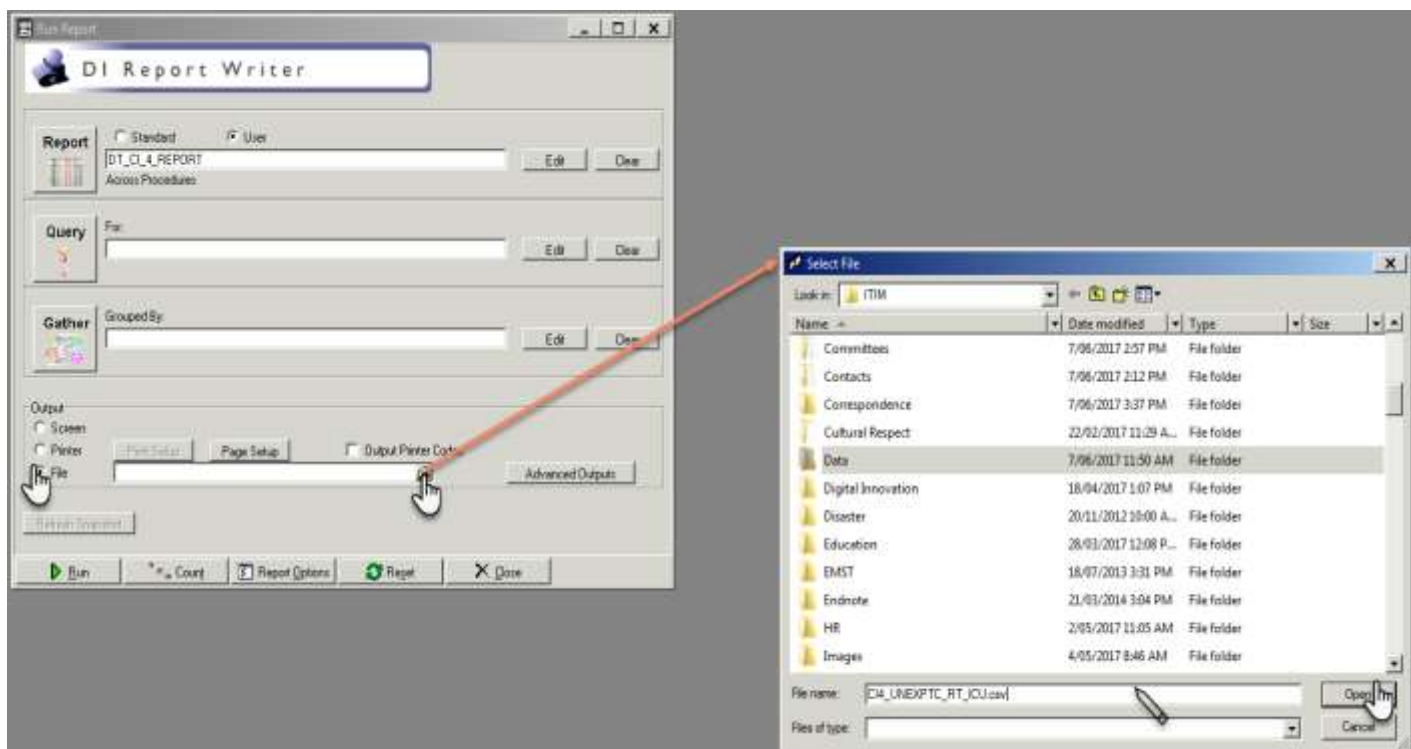 Run Report
DI Report Writer
Report
Standard
User
DT_CI_4_REPORT
Edit
Clear
Across Procedures
Query
For:
Edit
Clear
Gather
Grouped By:
Edit
Clear
Output
Screen
Printer
Print Setup
Page Setup
Output Printer Codes
File
Advanced Outputs
Refresh Snapshot
Run
Count
Report Options
Reset
Close
Select File
Look in:
ITIM
Name
Date modified
Type
Size
Committees 7/06/2017 2:57 PM File folder
Contacts 7/06/2017 2:12 PM File folder
Correspondence 7/06/2017 3:37 PM File folder
Cultural Respect 22/02/2017 11:29 A... File folder
Data 7/06/2017 11:50 AM File folder
Digital Innovation 18/04/2017 1:07 PM File folder
Disaster 20/11/2012 10:00 A... File folder
Education 28/03/2017 12:08 P... File folder
EMST 18/07/2013 3:31 PM File folder
Endnote 21/03/2014 3:04 PM File folder
HR 2/05/2017 11:05 AM File folder
Images 4/05/2017 8:46 AM File folder
File name:
CI4_UNEXPTC_RT_ICU.csv
Open
Files of type:
Cancel